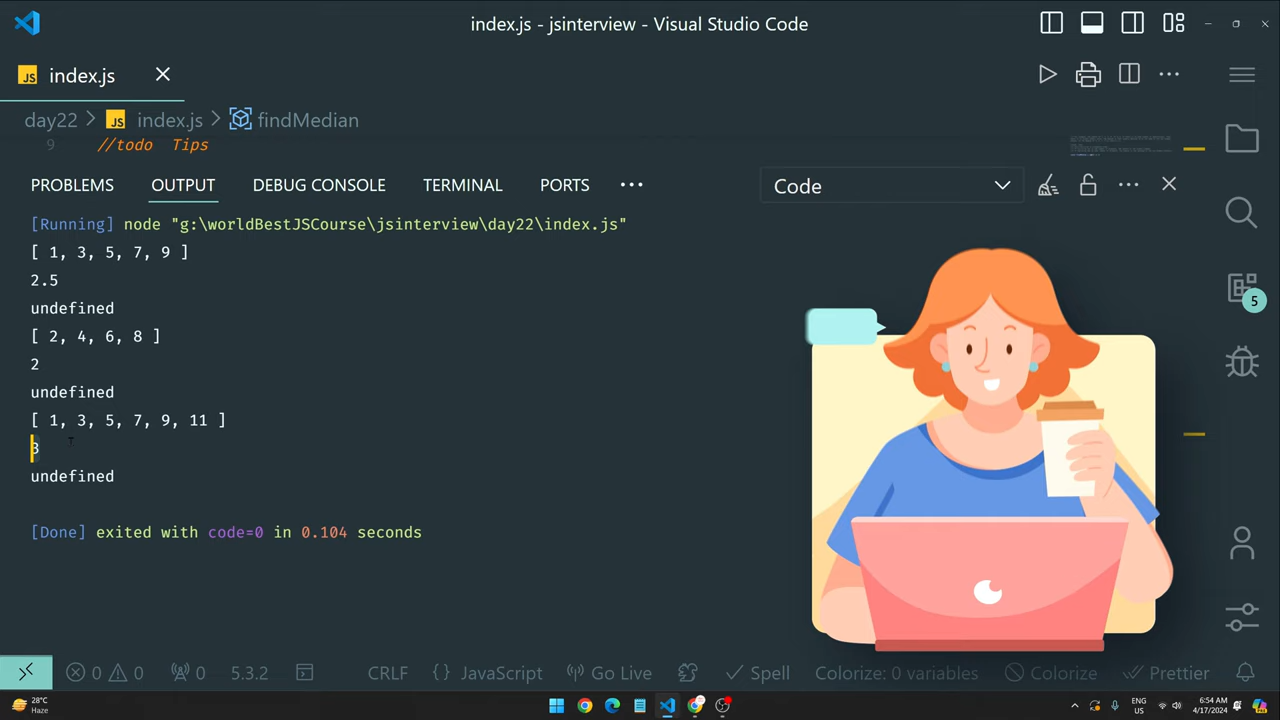 index.js - jsinterview - Visual Studio Code
JS index.js
day22 > JS index.js > findMedian
9 //todo Tips
PROBLEMS OUTPUT DEBUG CONSOLE TERMINAL PORTS ••• Code
[Running] node "g:\worldBestJSCourse\jsinterview\day22\index.js"
[ 1, 3, 5, 7, 9 ]
2.5
undefined
[ 2, 4, 6, 8 ]
2
undefined
[ 1, 3, 5, 7, 9, 11 ]
3
undefined
[Done] exited with code=0 in 0.104 seconds
5
0 0 0 5.3.2 CRLF {} JavaScript Go Live Spell Colorize: 0 variables Colorize Prettier
28°C
Haze
ENG
US
6:54 AM
4/17/2024